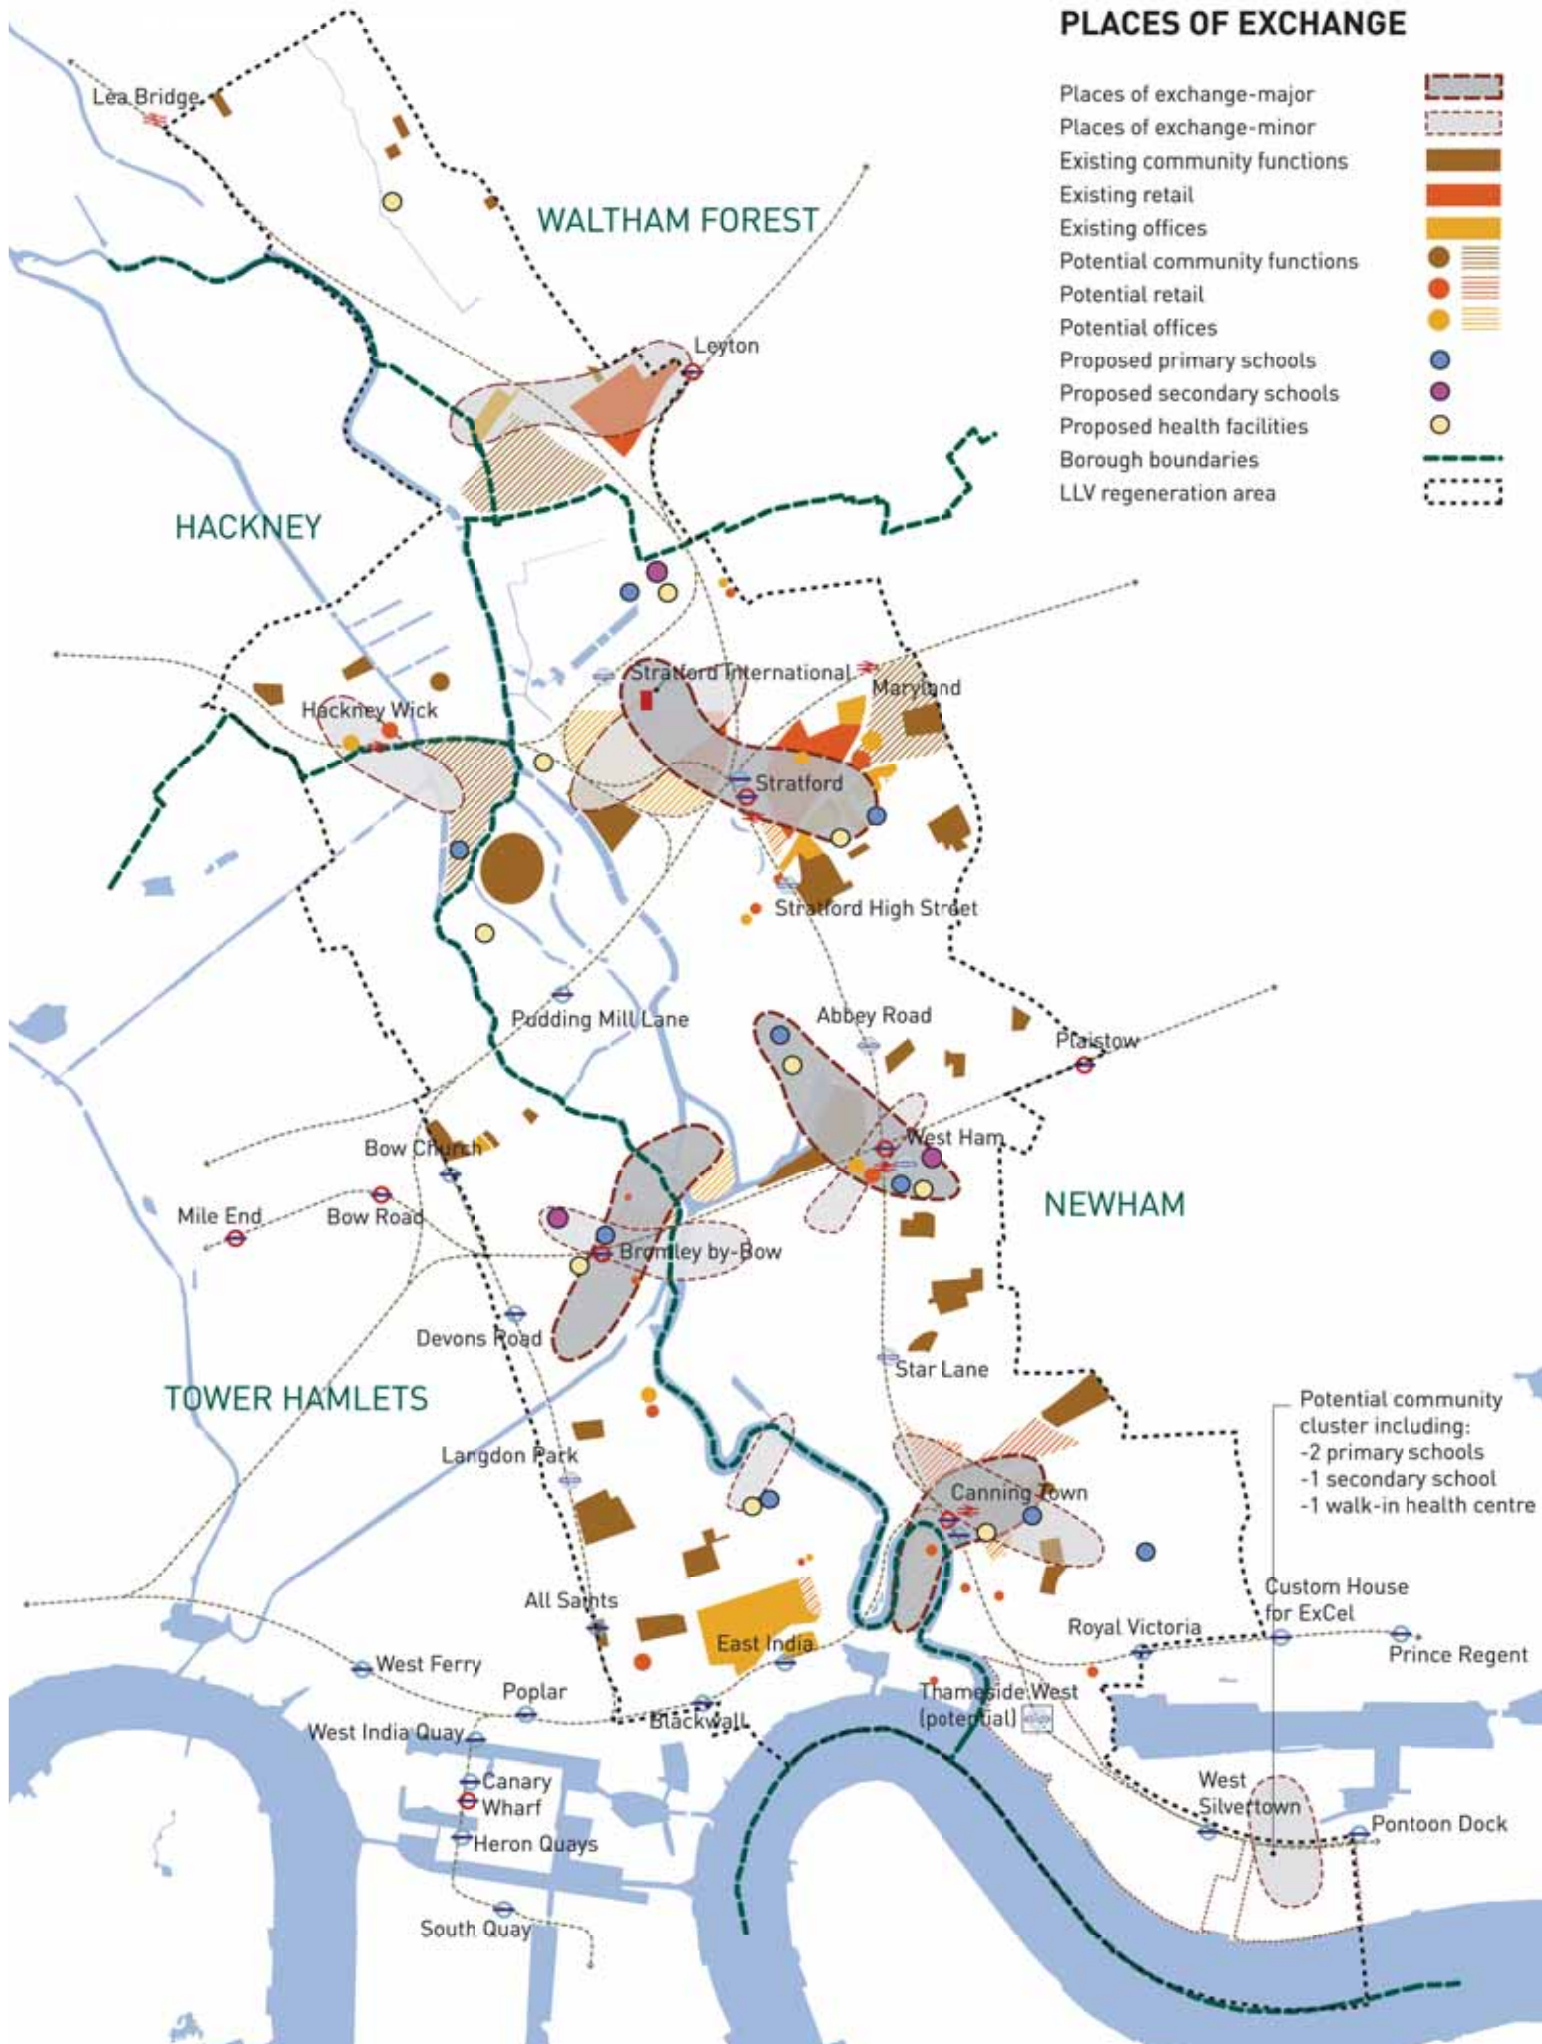 PLACES OF EXCHANGE
Places of exchange-major
Places of exchange-minor
Existing community functions
Existing retail
Existing offices
Potential community functions
Potential retail
Potential offices
Proposed primary schools
Proposed secondary schools
Proposed health facilities
Borough boundaries
LLV regeneration area
Lea Bridge
WALTHAM FOREST
Leyton
HACKNEY
Stratford International
Maryland
Hackney Wick
Stratford
Stratford High Street
Pudding Mill Lane
Abbey Road
Plaistow
Bow Church
West Ham
Mile End
Bow Road
NEWHAM
Bromley by-Bow
Devons Road
Star Lane
TOWER HAMLETS
Potential community
cluster including:
-2 primary schools
-1 secondary school
-1 walk-in health centre
Langdon Park
Canning Town
All Saints
East India
Custom House
for ExCel
Royal Victoria
Prince Regent
West Ferry
Poplar
Blackwall
Thameside West
(potential)
West India Quay
Canary
Wharf
West
Silvertown
Pontoon Dock
Heron Quays
South Quay